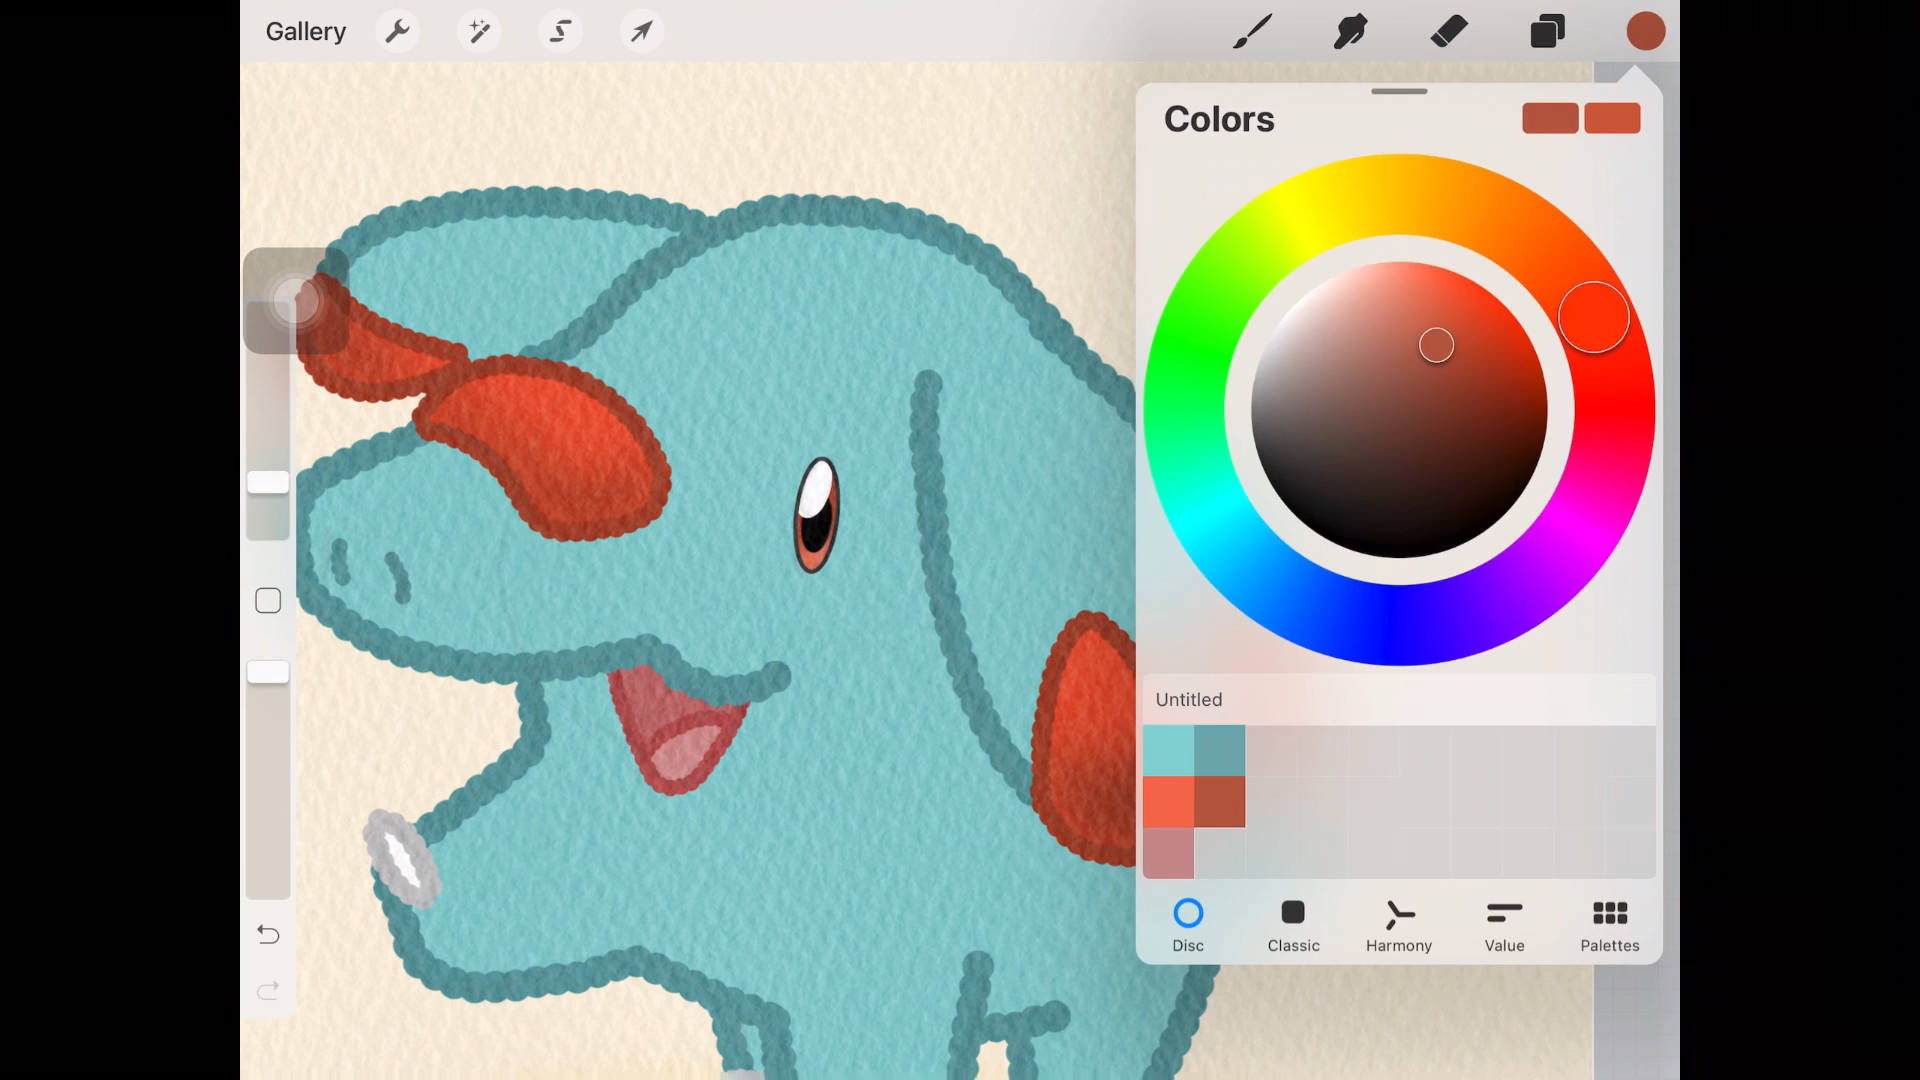 Gallery
Colors
Untitled
Disc
Classic
Harmony
Value
Palettes